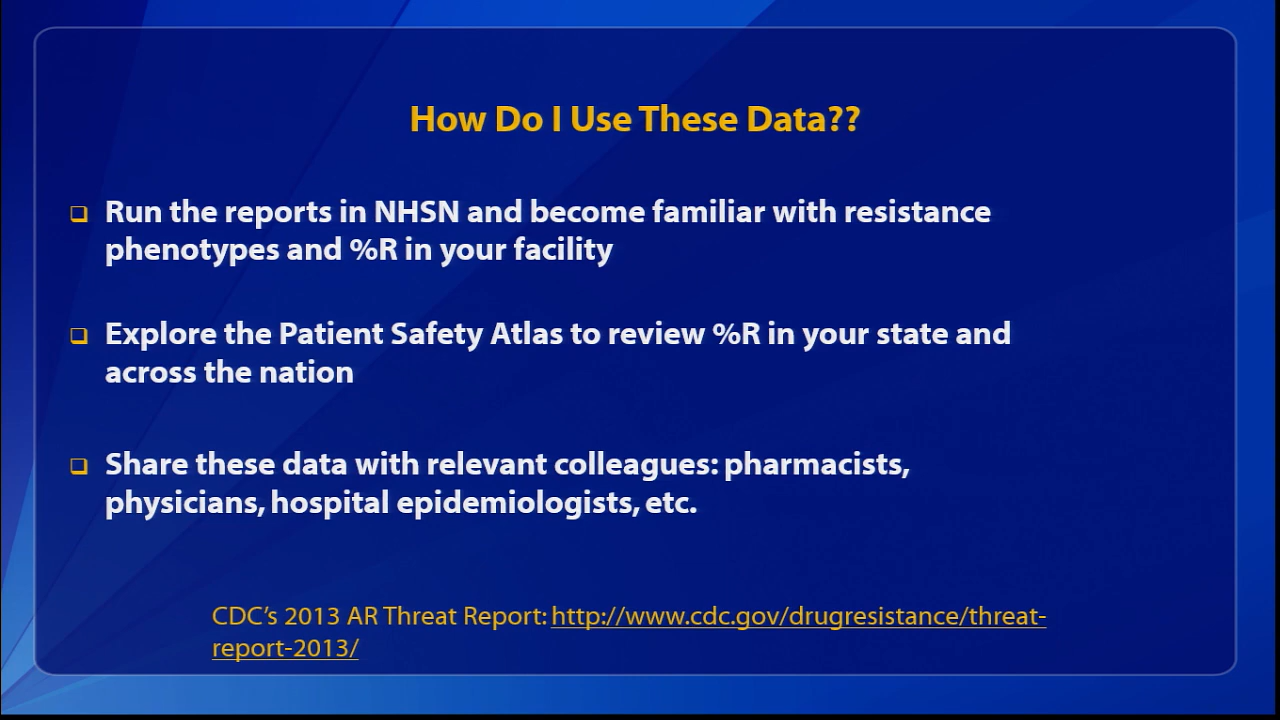 How Do I Use These Data??
Run the reports in NHSN and become familiar with resistance
phenotypes and %R in your facility
Explore the Patient Safety Atlas to review %R in your state and
across the nation
Share these data with relevant colleagues: pharmacists,
physicians, hospital epidemiologists, etc.
CDC’s 2013 AR Threat Report: http://www.cdc.gov/drugresistance/threat-
report-2013/